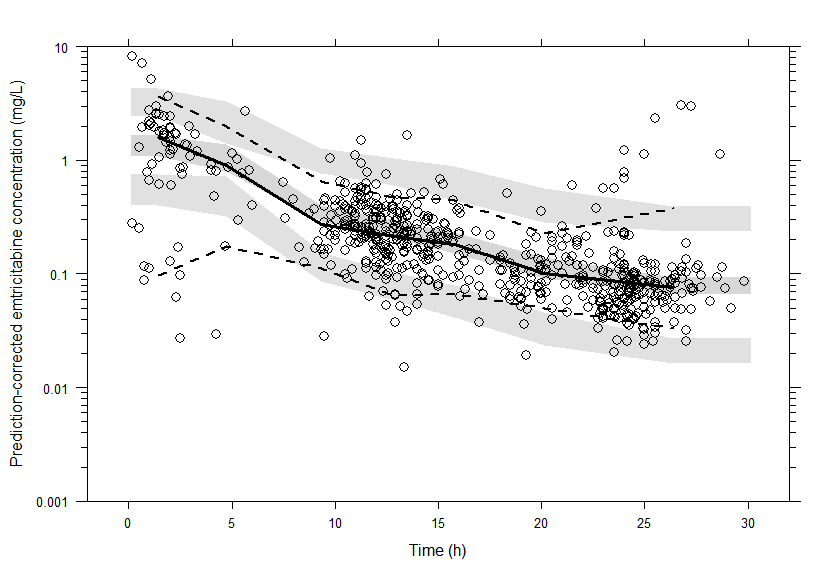 10
1
0.1
0.01
0.001
Prediction-corrected emtricitabine concentration (mg/L)
0 5 10 15 20 25 30
Time (h)